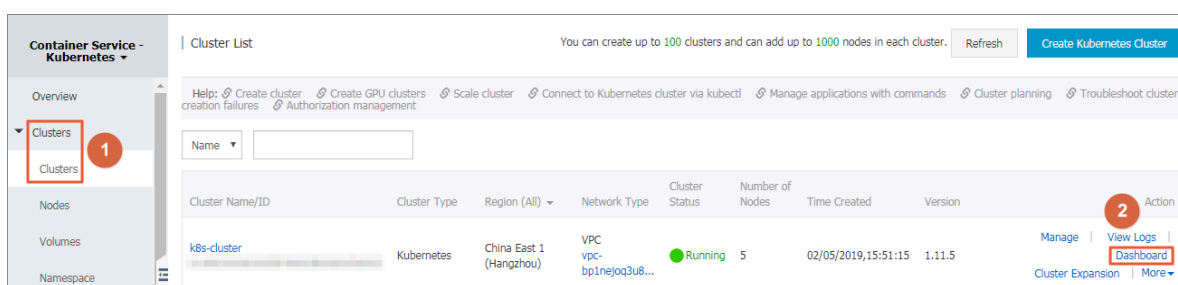 Container Service -
Kubernetes
Overview
Clusters
1
Clusters
Nodes
Volumes
Namespace
Cluster List
You can create up to 100 clusters and can add up to 1000 nodes in each cluster.
Refresh
Create Kubernetes Cluster
Help: Create cluster Create GPU clusters Scale cluster Connect to Kubernetes cluster via kubectl Manage applications with commands Cluster planning Troubleshoot cluster
creation failures Authorization management
Name
Cluster Name/ID Cluster Type Region (All) Network Type Cluster Status Number of Nodes Time Created Version Action
2
k8s-cluster
Kubernetes
China East 1
(Hangzhou)
VPC
vpc-
bp1nejoq3u8...
Running
5
02/05/2019,15:51:15
1.11.5
Manage | View Logs |
Dashboard
Cluster Expansion | More